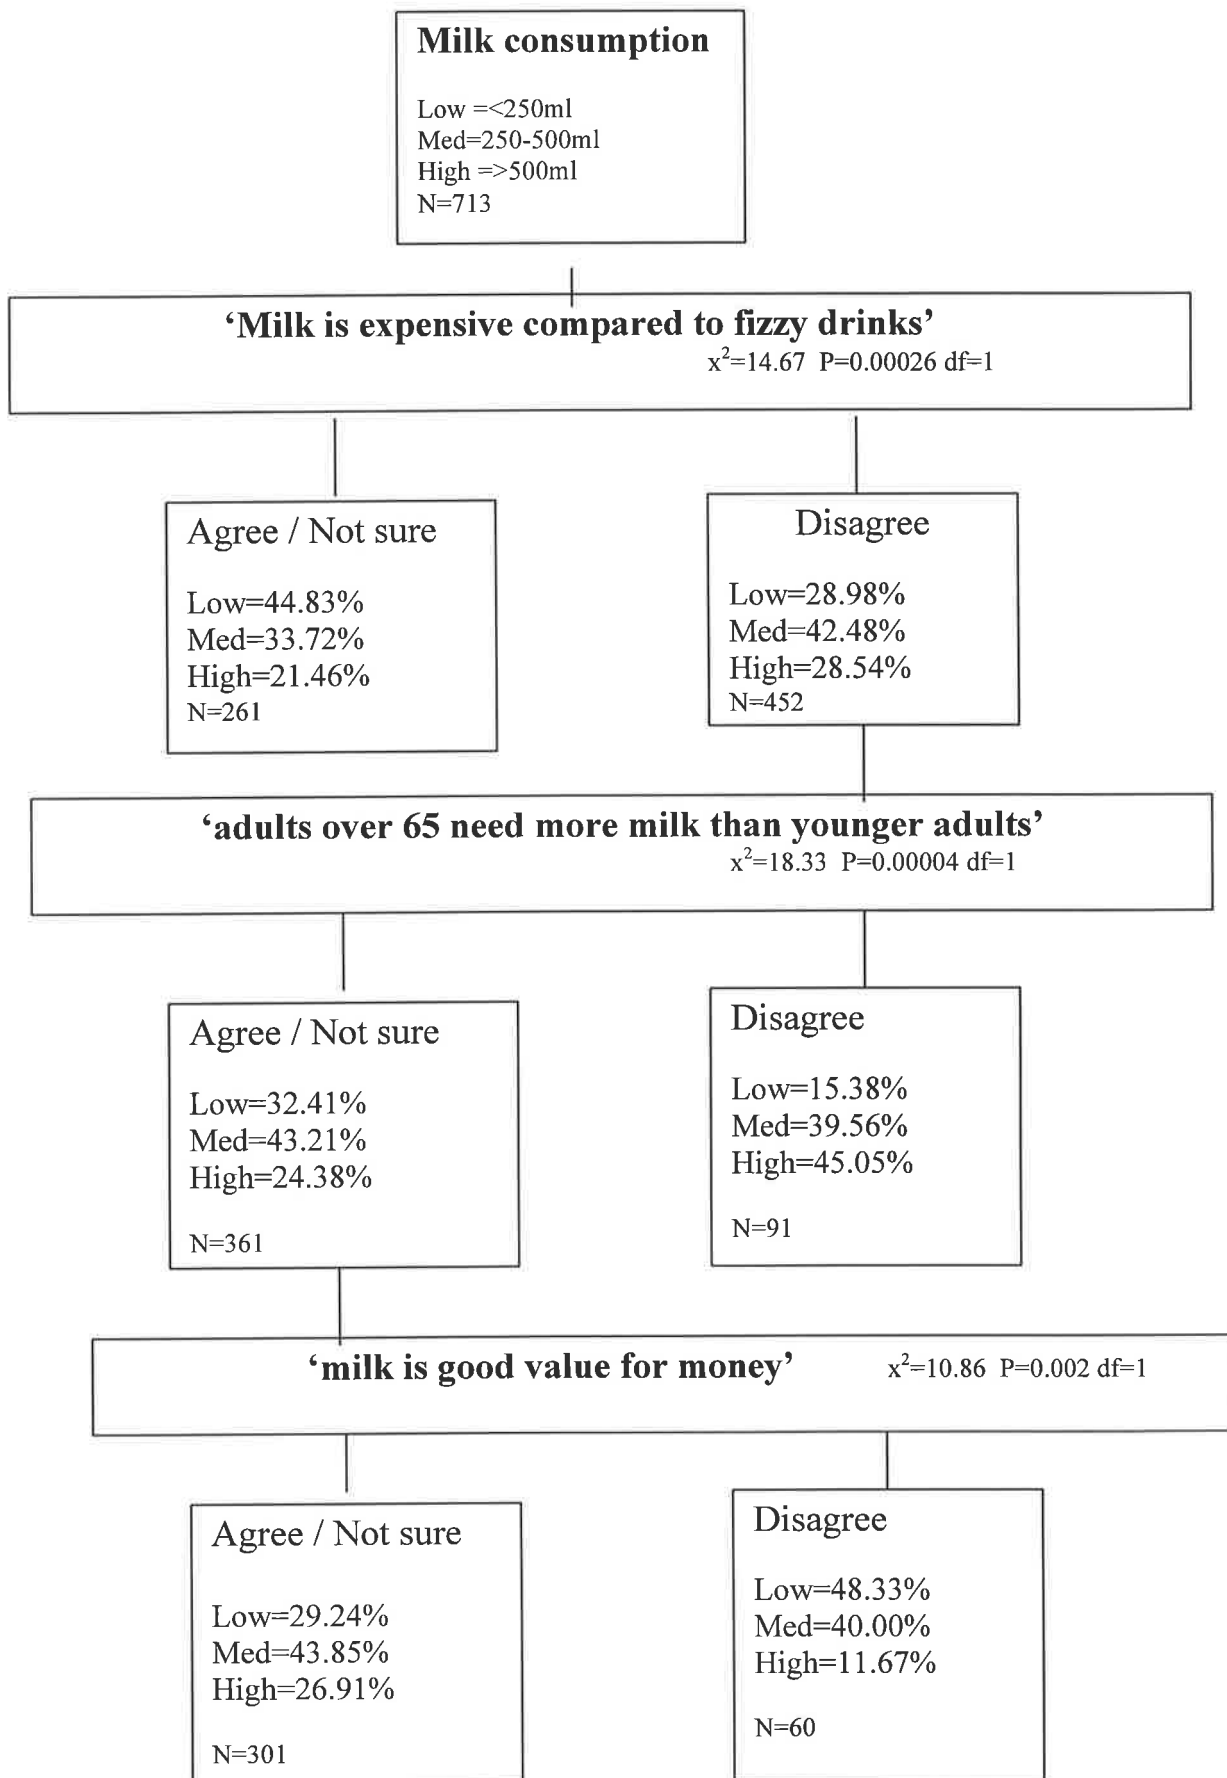 Milk consumption
Low =<250ml
Med=250-500ml
High =>500ml
N=713
‘Milk is expensive compared to fizzy drinks’
x²=14.67 P=0.00026 df=1
Agree / Not sure
Low=44.83%
Med=33.72%
High=21.46%
N=261
Disagree
Low=28.98%
Med=42.48%
High=28.54%
N=452
‘adults over 65 need more milk than younger adults’
x²=18.33 P=0.00004 df=1
Agree / Not sure
Low=32.41%
Med=43.21%
High=24.38%
N=361
Disagree
Low=15.38%
Med=39.56%
High=45.05%
N=91
‘milk is good value for money’ x²=10.86 P=0.002 df=1
Agree / Not sure
Low=29.24%
Med=43.85%
High=26.91%
N=301
Disagree
Low=48.33%
Med=40.00%
High=11.67%
N=60